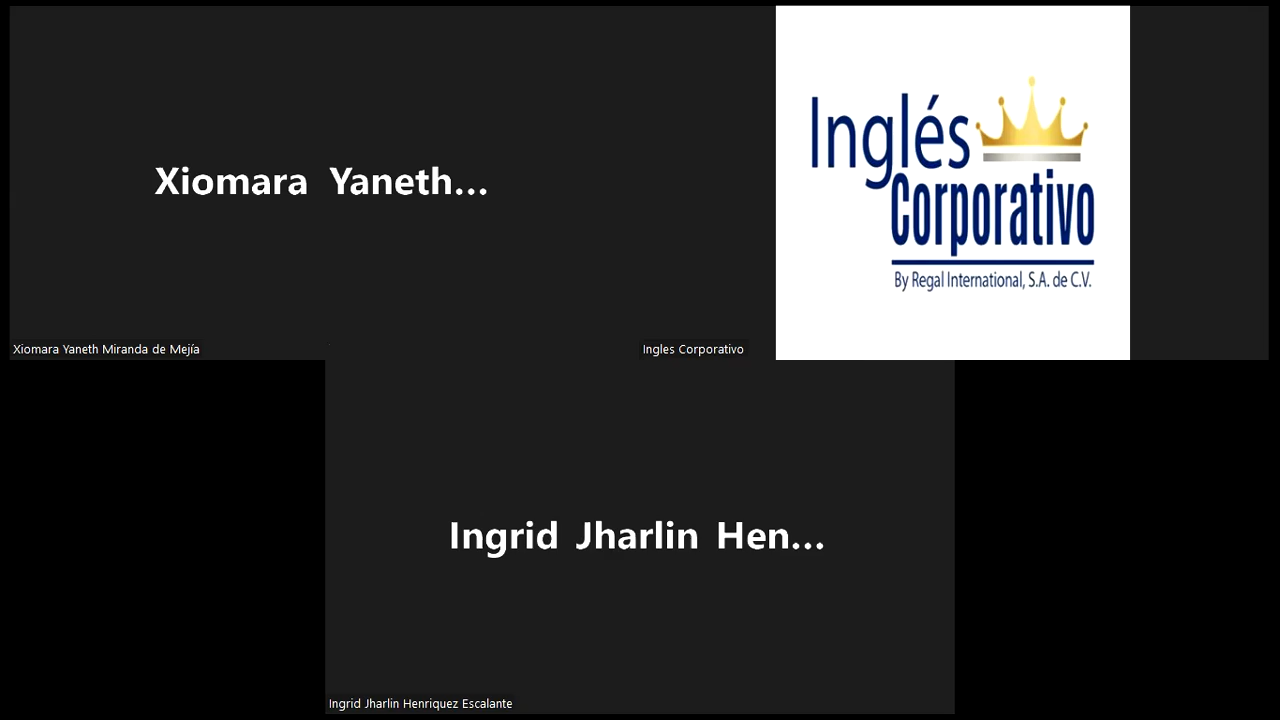 Xiomara Yaneth...
Xiomara Yaneth Miranda de Mejía
Inglés
Corporativo
By Regal International, S.A. de C.V.
Ingles Corporativo
Ingrid Jharlin Hen...
Ingrid Jharlin Henriquez Escalante